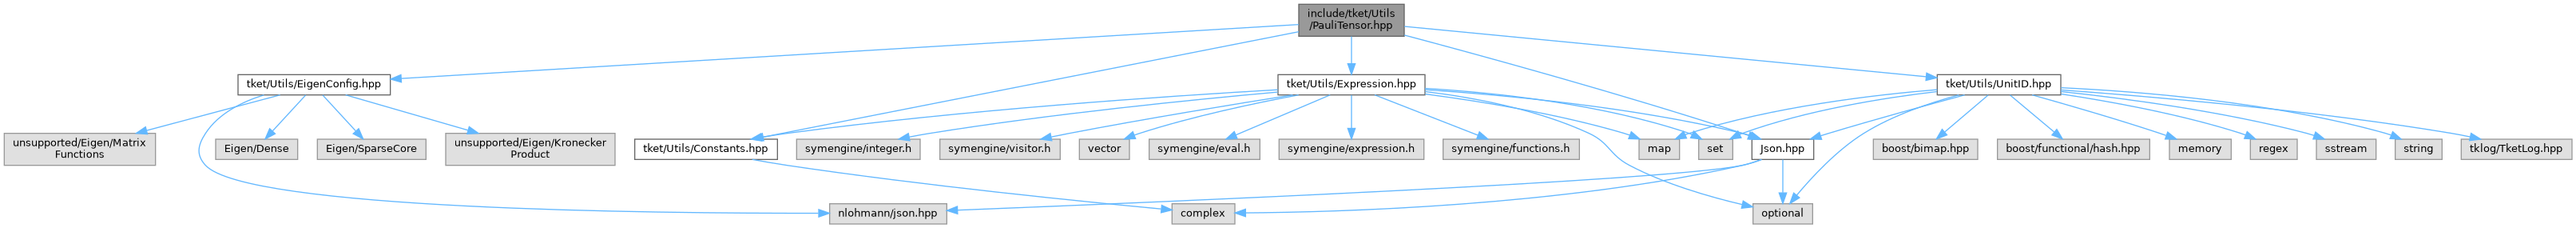 include/tket/Utils
/PauliTensor.hpp
tket/Utils/EigenConfig.hpp
tket/Utils/Expression.hpp
tket/Utils/UnitID.hpp
unsupported/Eigen/Matrix
Functions
Eigen/Dense
Eigen/SparseCore
unsupported/Eigen/Kronecker
Product
tket/Utils/Constants.hpp
symengine/integer.h
symengine/visitor.h
vector
symengine/eval.h
symengine/expression.h
symengine/functions.h
map
set
Json.hpp
boost/bimap.hpp
boost/functional/hash.hpp
memory
regex
sstream
string
tklog/TketLog.hpp
nlohmann/json.hpp
complex
optional